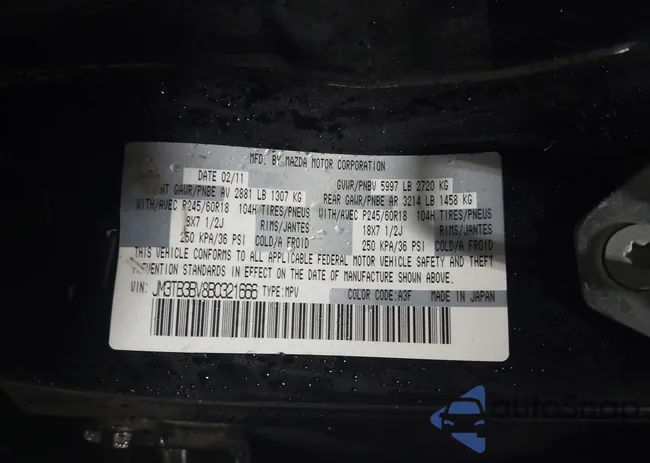 MFD. BY MAZDA MOTOR CORPORATION
DATE 02/11 GVWR/PNBV 5997 LB 2720 KG
HT GAWR/PNBE AV 2881 LB 1307 KG REAR GAWR/PNBE AR 3214 LB 1458 KG
WITH/AVEC P245/60R18 104H TIRES/PNEUS WITH/AVEC P245/60R18 104H TIRES/PNEUS
8X7 1/2J RIMS/JANTES 18X7 1/2J RIMS/JANTES
250 KPA/36 PSI COLD/A FROID 250 KPA/36 PSI COLD/A FROID
THIS VEHICLE CONFORMS TO ALL APPLICABLE FEDERAL MOTOR VEHICLE SAFETY AND THEFT
PREVENTION STANDARDS IN EFFECT ON THE DATE OF MANUFACTURE SHOWN ABOVE.
VIN: JM3TB3BV8B0321666 TYPE: MPV COLOR CODE: A3F MADE IN JAPAN
autoSnap